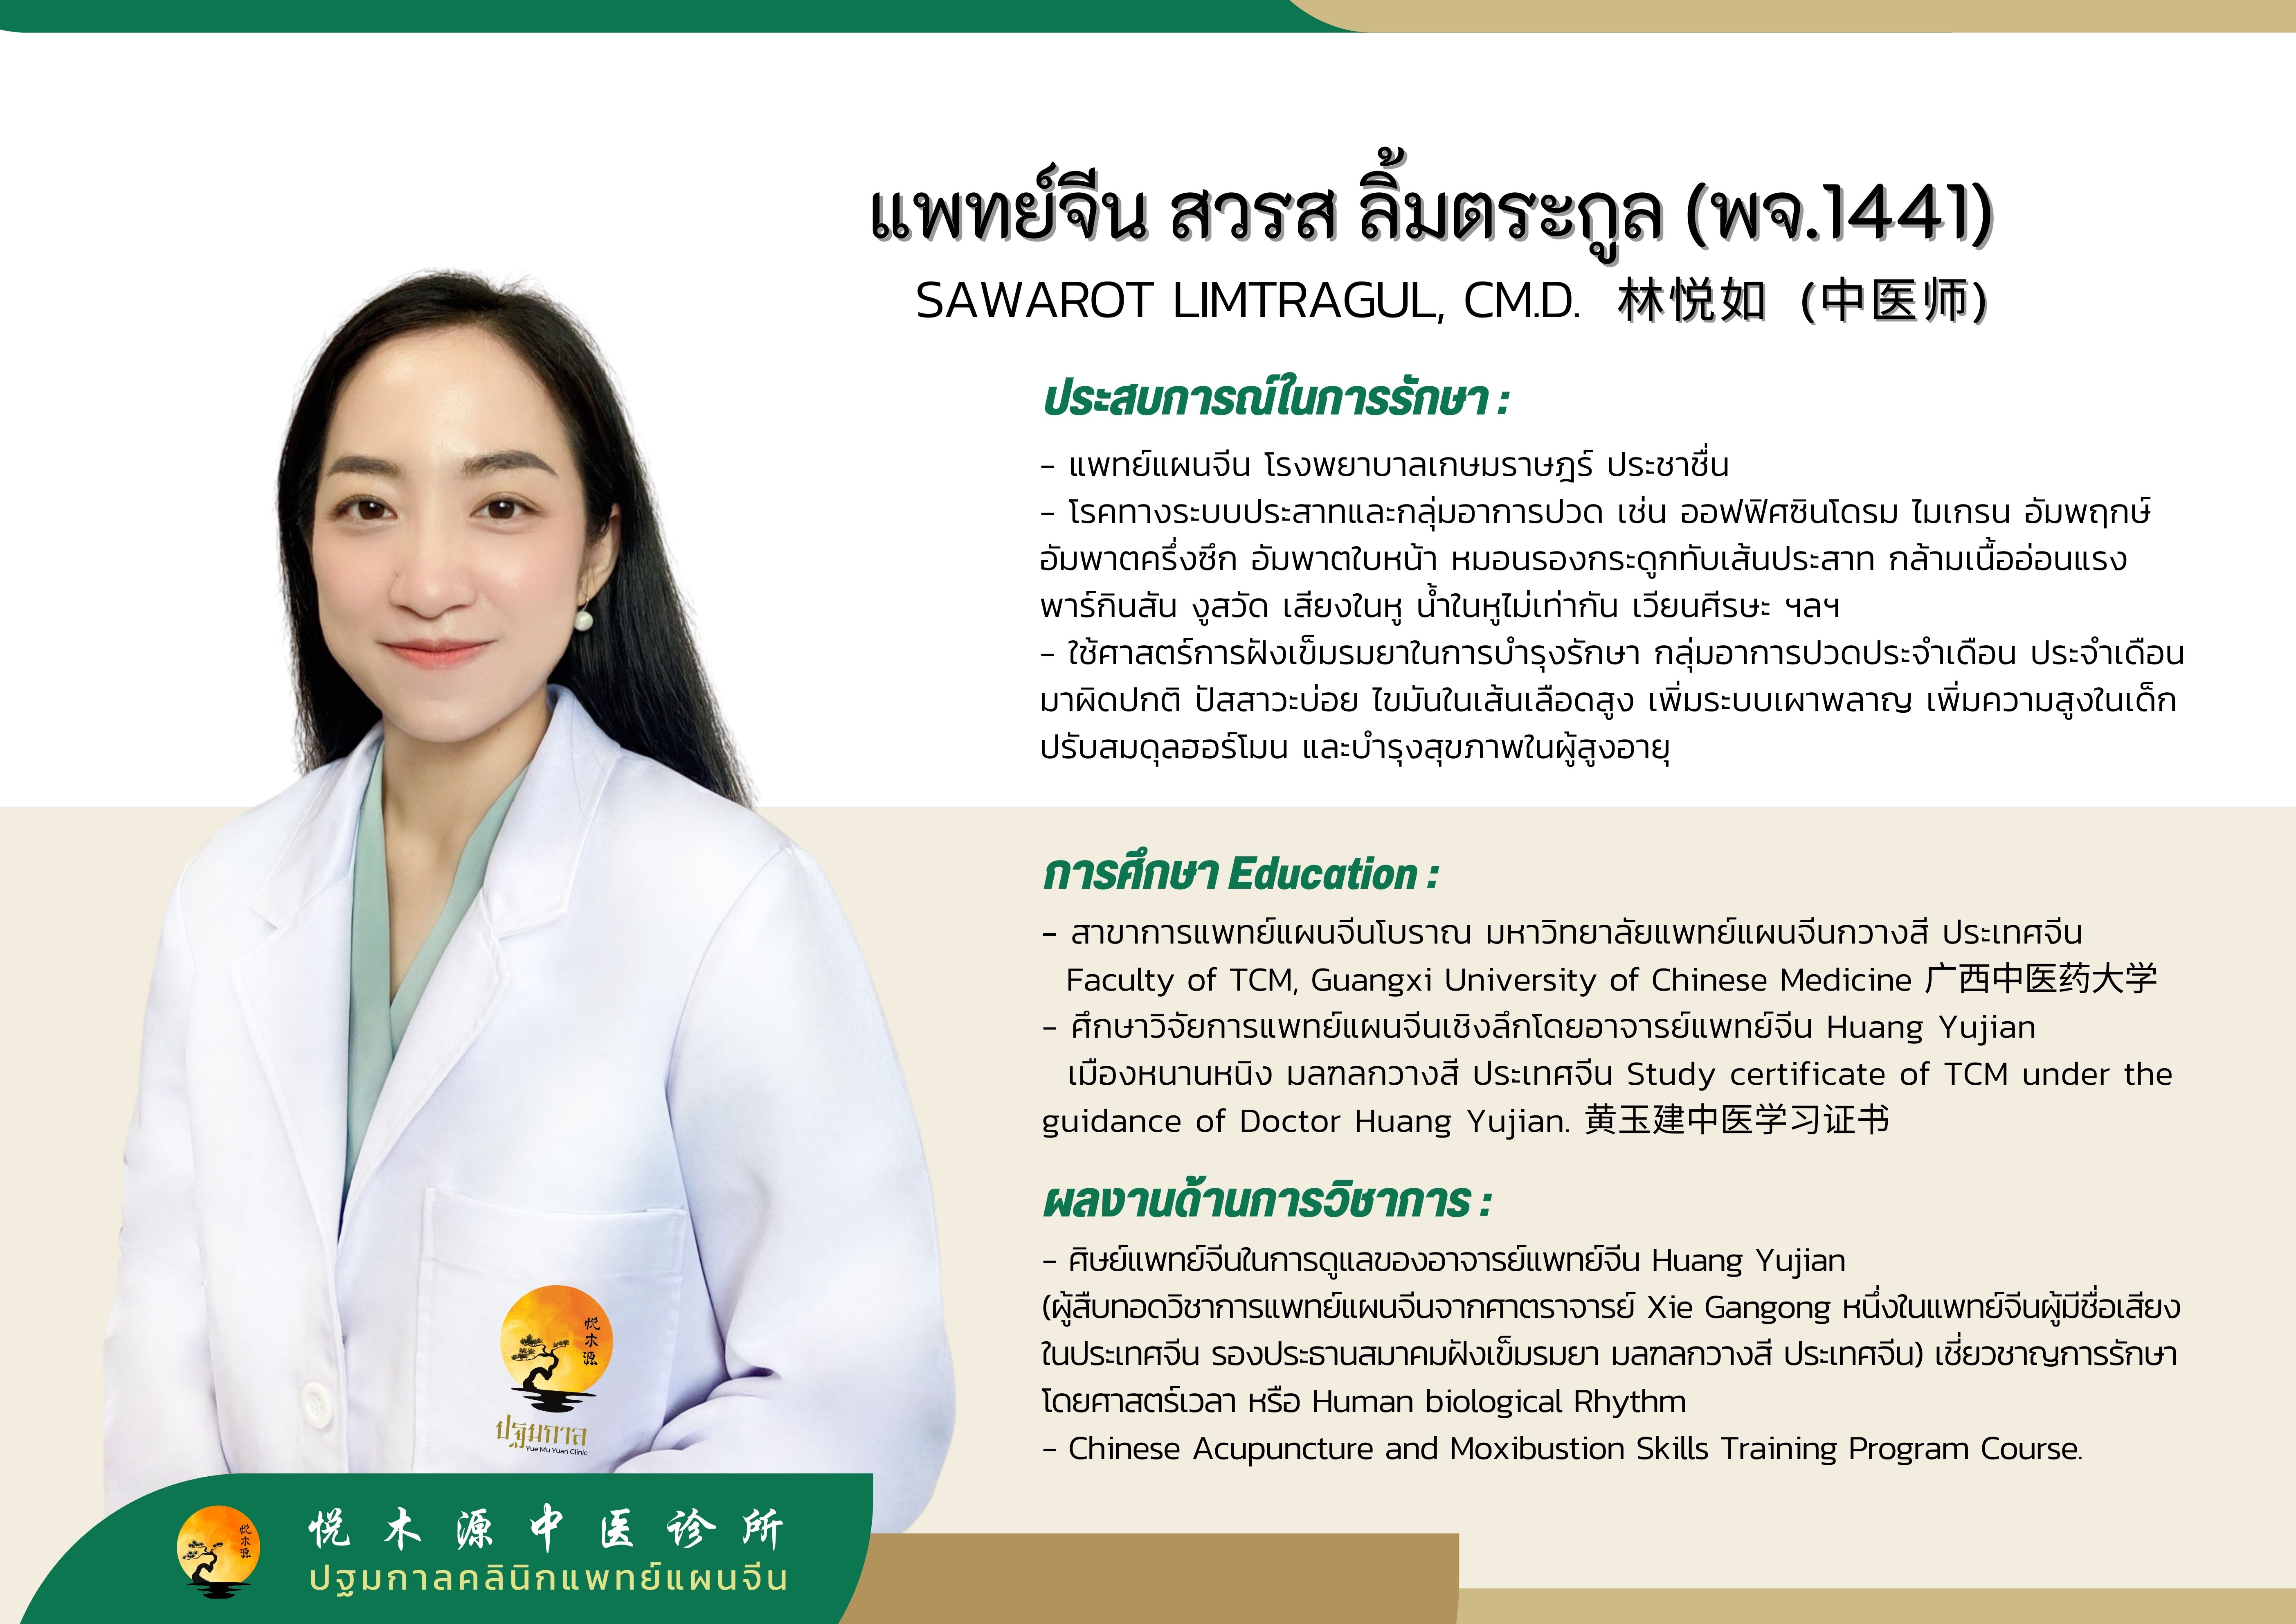 แพทย์จีน สวรส ลิ้มตระกูล (พจ.1441)
SAWAROT LIMTRAGUL, CM.D. 林悦如 (中医师)
ประสบการณ์ในการรักษา :
- แพทย์แผนจีน โรงพยาบาลเกษมราษฎร์ ประชาชื่น
- โรคทางระบบประสาทและกลุ่มอาการปวด เช่น ออฟฟิศซินโดรม ไมเกรน อัมพฤกษ์
อัมพาตครึ่งซีก อัมพาตใบหน้า หมอนรองกระดูกทับเส้นประสาท กล้ามเนื้ออ่อนแรง
พาร์กินสัน งูสวัด เสียงในหู น้ำในหูไม่เท่ากัน เวียนศีรษะ ฯลฯ
- ใช้ศาสตร์การฝังเข็มรมยาในการบำรุงรักษา กลุ่มอาการปวดประจำเดือน ประจำเดือน
มาผิดปกติ ปัสสาวะบ่อย ไขมันในเส้นเลือดสูง เพิ่มระบบเผาพลาญ เพิ่มความสูงในเด็ก
ปรับสมดุลฮอร์โมน และบำรุงสุขภาพในผู้สูงอายุ
การศึกษา Education :
- สาขาการแพทย์แผนจีนโบราณ มหาวิทยาลัยแพทย์แผนจีนกวางสี ประเทศจีน
Faculty of TCM, Guangxi University of Chinese Medicine 广西中医药大学
- ศึกษาวิจัยการแพทย์แผนจีนเชิงลึกโดยอาจารย์แพทย์จีน Huang Yujian
เมืองหนานหนิง มลฑลกวางสี ประเทศจีน Study certificate of TCM under the
guidance of Doctor Huang Yujian. 黄玉建中医学习证书
ผลงานด้านการวิชาการ :
- ศิษย์แพทย์จีนในการดูแลของอาจารย์แพทย์จีน Huang Yujian
(ผู้สืบทอดวิชาการแพทย์แผนจีนจากศาตราจารย์ Xie Gangong หนึ่งในแพทย์จีนผู้มีชื่อเสียง
ในประเทศจีน รองประธานสมาคมฝังเข็มรมยา มลฑลกวางสี ประเทศจีน) เชี่ยวชาญการรักษา
โดยศาสตร์เวลา หรือ Human biological Rhythm
- Chinese Acupuncture and Moxibustion Skills Training Program Course.
悦木源
ปฐมกาล
Yue Mu Yuan Clinic
悦木源
悦木源中医诊所
ปฐมกาลคลินิกแพทย์แผนจีน